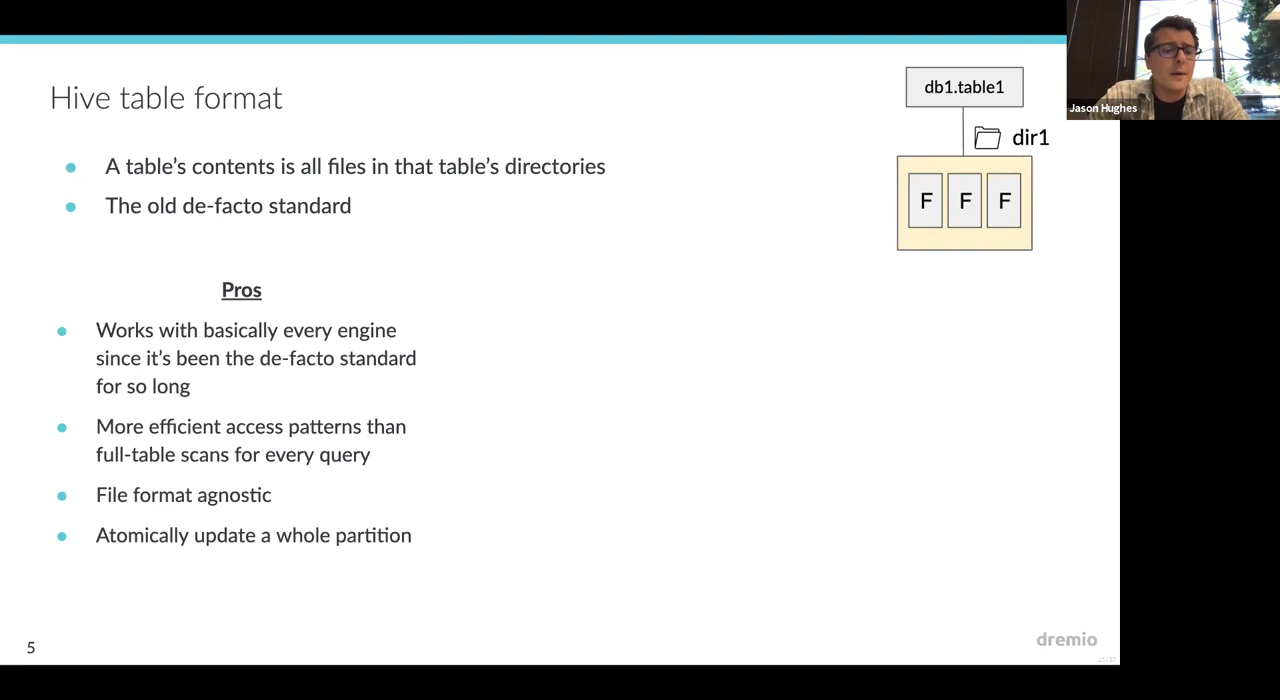 Hive table format
db1.table1
Jason Hughes
dir1
A table's contents is all files in that table's directories
The old de-facto standard
F F F
Pros
Works with basically every engine
since it's been the de-facto standard
for so long
More efficient access patterns than
full-table scans for every query
File format agnostic
Atomically update a whole partition
5
dremio